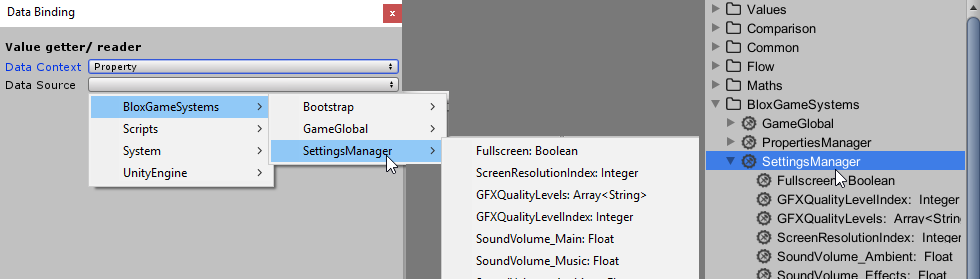 Data Binding
x
Value getter/ reader
Data Context
Property
Data Source
BloxGameSystems
Scripts
System
UnityEngine
Bootstrap
GameGlobal
SettingsManager
Fullscreen: Boolean
ScreenResolutionIndex: Integer
GFXQualityLevels: Array<String>
GFXQualityLevelIndex: Integer
SoundVolume_Main: Float
SoundVolume_Music: Float
Values
Comparison
Common
Flow
Maths
BloxGameSystems
GameGlobal
PropertiesManager
SettingsManager
Fullscreen: Boolean
GFXQualityLevelIndex: Integer
GFXQualityLevels: Array<Strin
ScreenResolutionIndex: Integer
SoundVolume_Ambient: Float
SoundVolume_Effects: Float